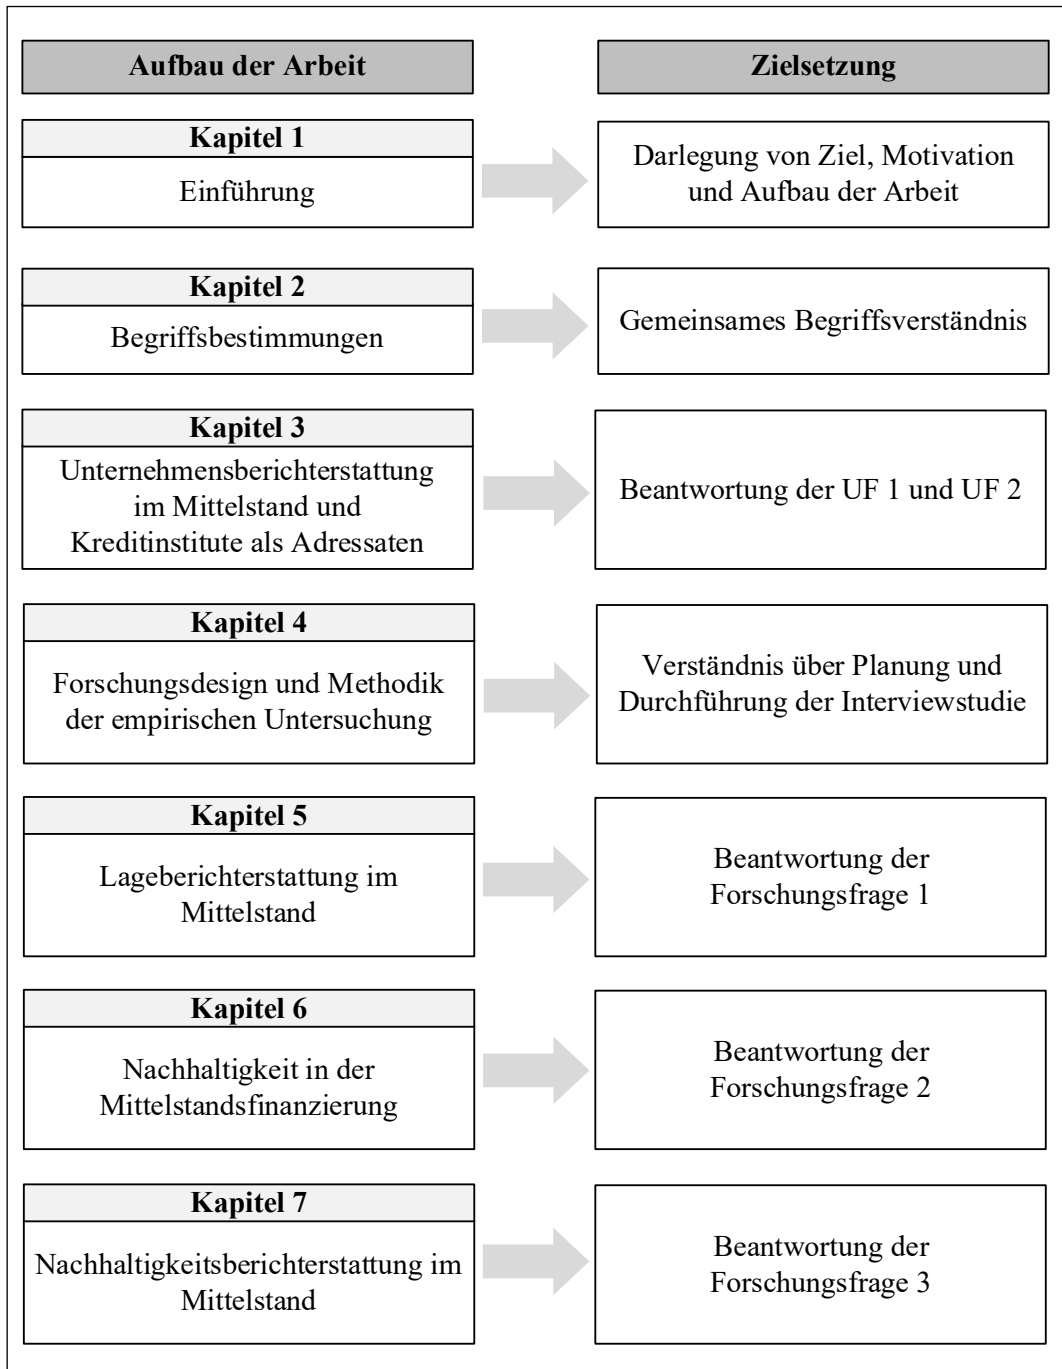 Aufbau der Arbeit
Zielsetzung
Kapitel 1
Einführung
Darlegung von Ziel, Motivation
und Aufbau der Arbeit
Kapitel 2
Begriffsbestimmungen
Gemeinsames Begriffsverständnis
Kapitel 3
Unternehmensberichterstattung
im Mittelstand und
Kreditinstitute als Adressaten
Beantwortung der UF 1 und UF 2
Kapitel 4
Forschungsdesign und Methodik
der empirischen Untersuchung
Verständnis über Planung und
Durchführung der Interviewstudie
Kapitel 5
Lageberichterstattung im
Mittelstand
Beantwortung der
Forschungsfrage 1
Kapitel 6
Nachhaltigkeit in der
Mittelstandsfinanzierung
Beantwortung der
Forschungsfrage 2
Kapitel 7
Nachhaltigkeitsberichterstattung im
Mittelstand
Beantwortung der
Forschungsfrage 3